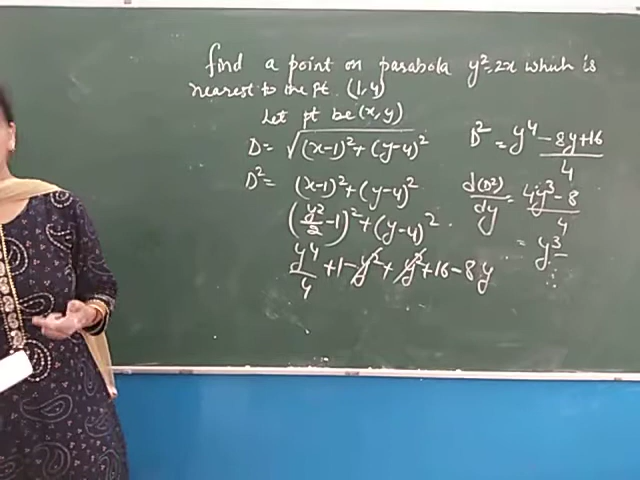 find a point on parabola y²=2x which is
nearest to the pt. (1,4)
Let pt be (x,y)
D = √(x-1)²+(y-4)²
D² = (x-1)²+(y-4)²
(y²/2 -1)²+(y-4)².
y⁴/4 +1-y²+y²+16-8y
D² = y⁴-8y+16/4
d(D²)/dy = 4y³-8/4
= y³-